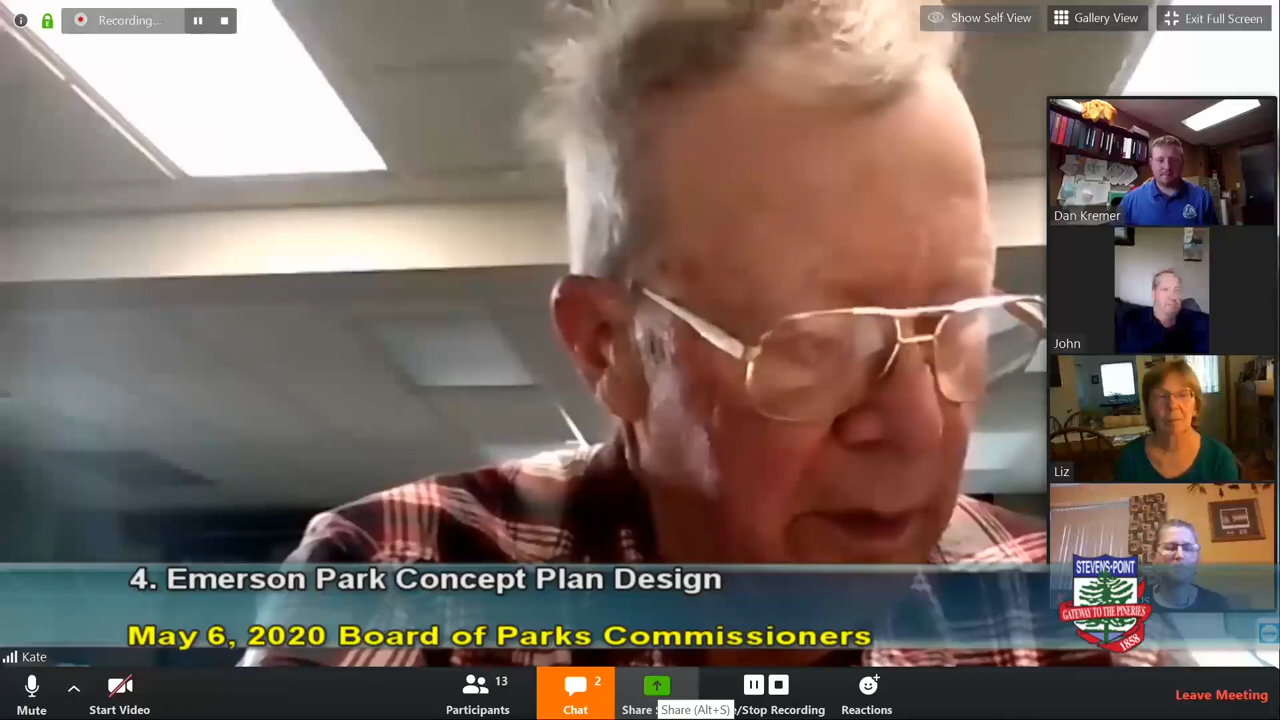 Recording...
Show Self View
Gallery View
Exit Full Screen
Dan Kremer
John
Liz
4. Emerson Park Concept Plan Design
May 6, 2020 Board of Parks Commissioners
STEVENS-POINT
GATEWAY TO THE PINERIES
1858
Kate
Mute
Start Video
Participants
13
Chat
2
Share
Share (Alt+S)
/Stop Recording
Reactions
Leave Meeting